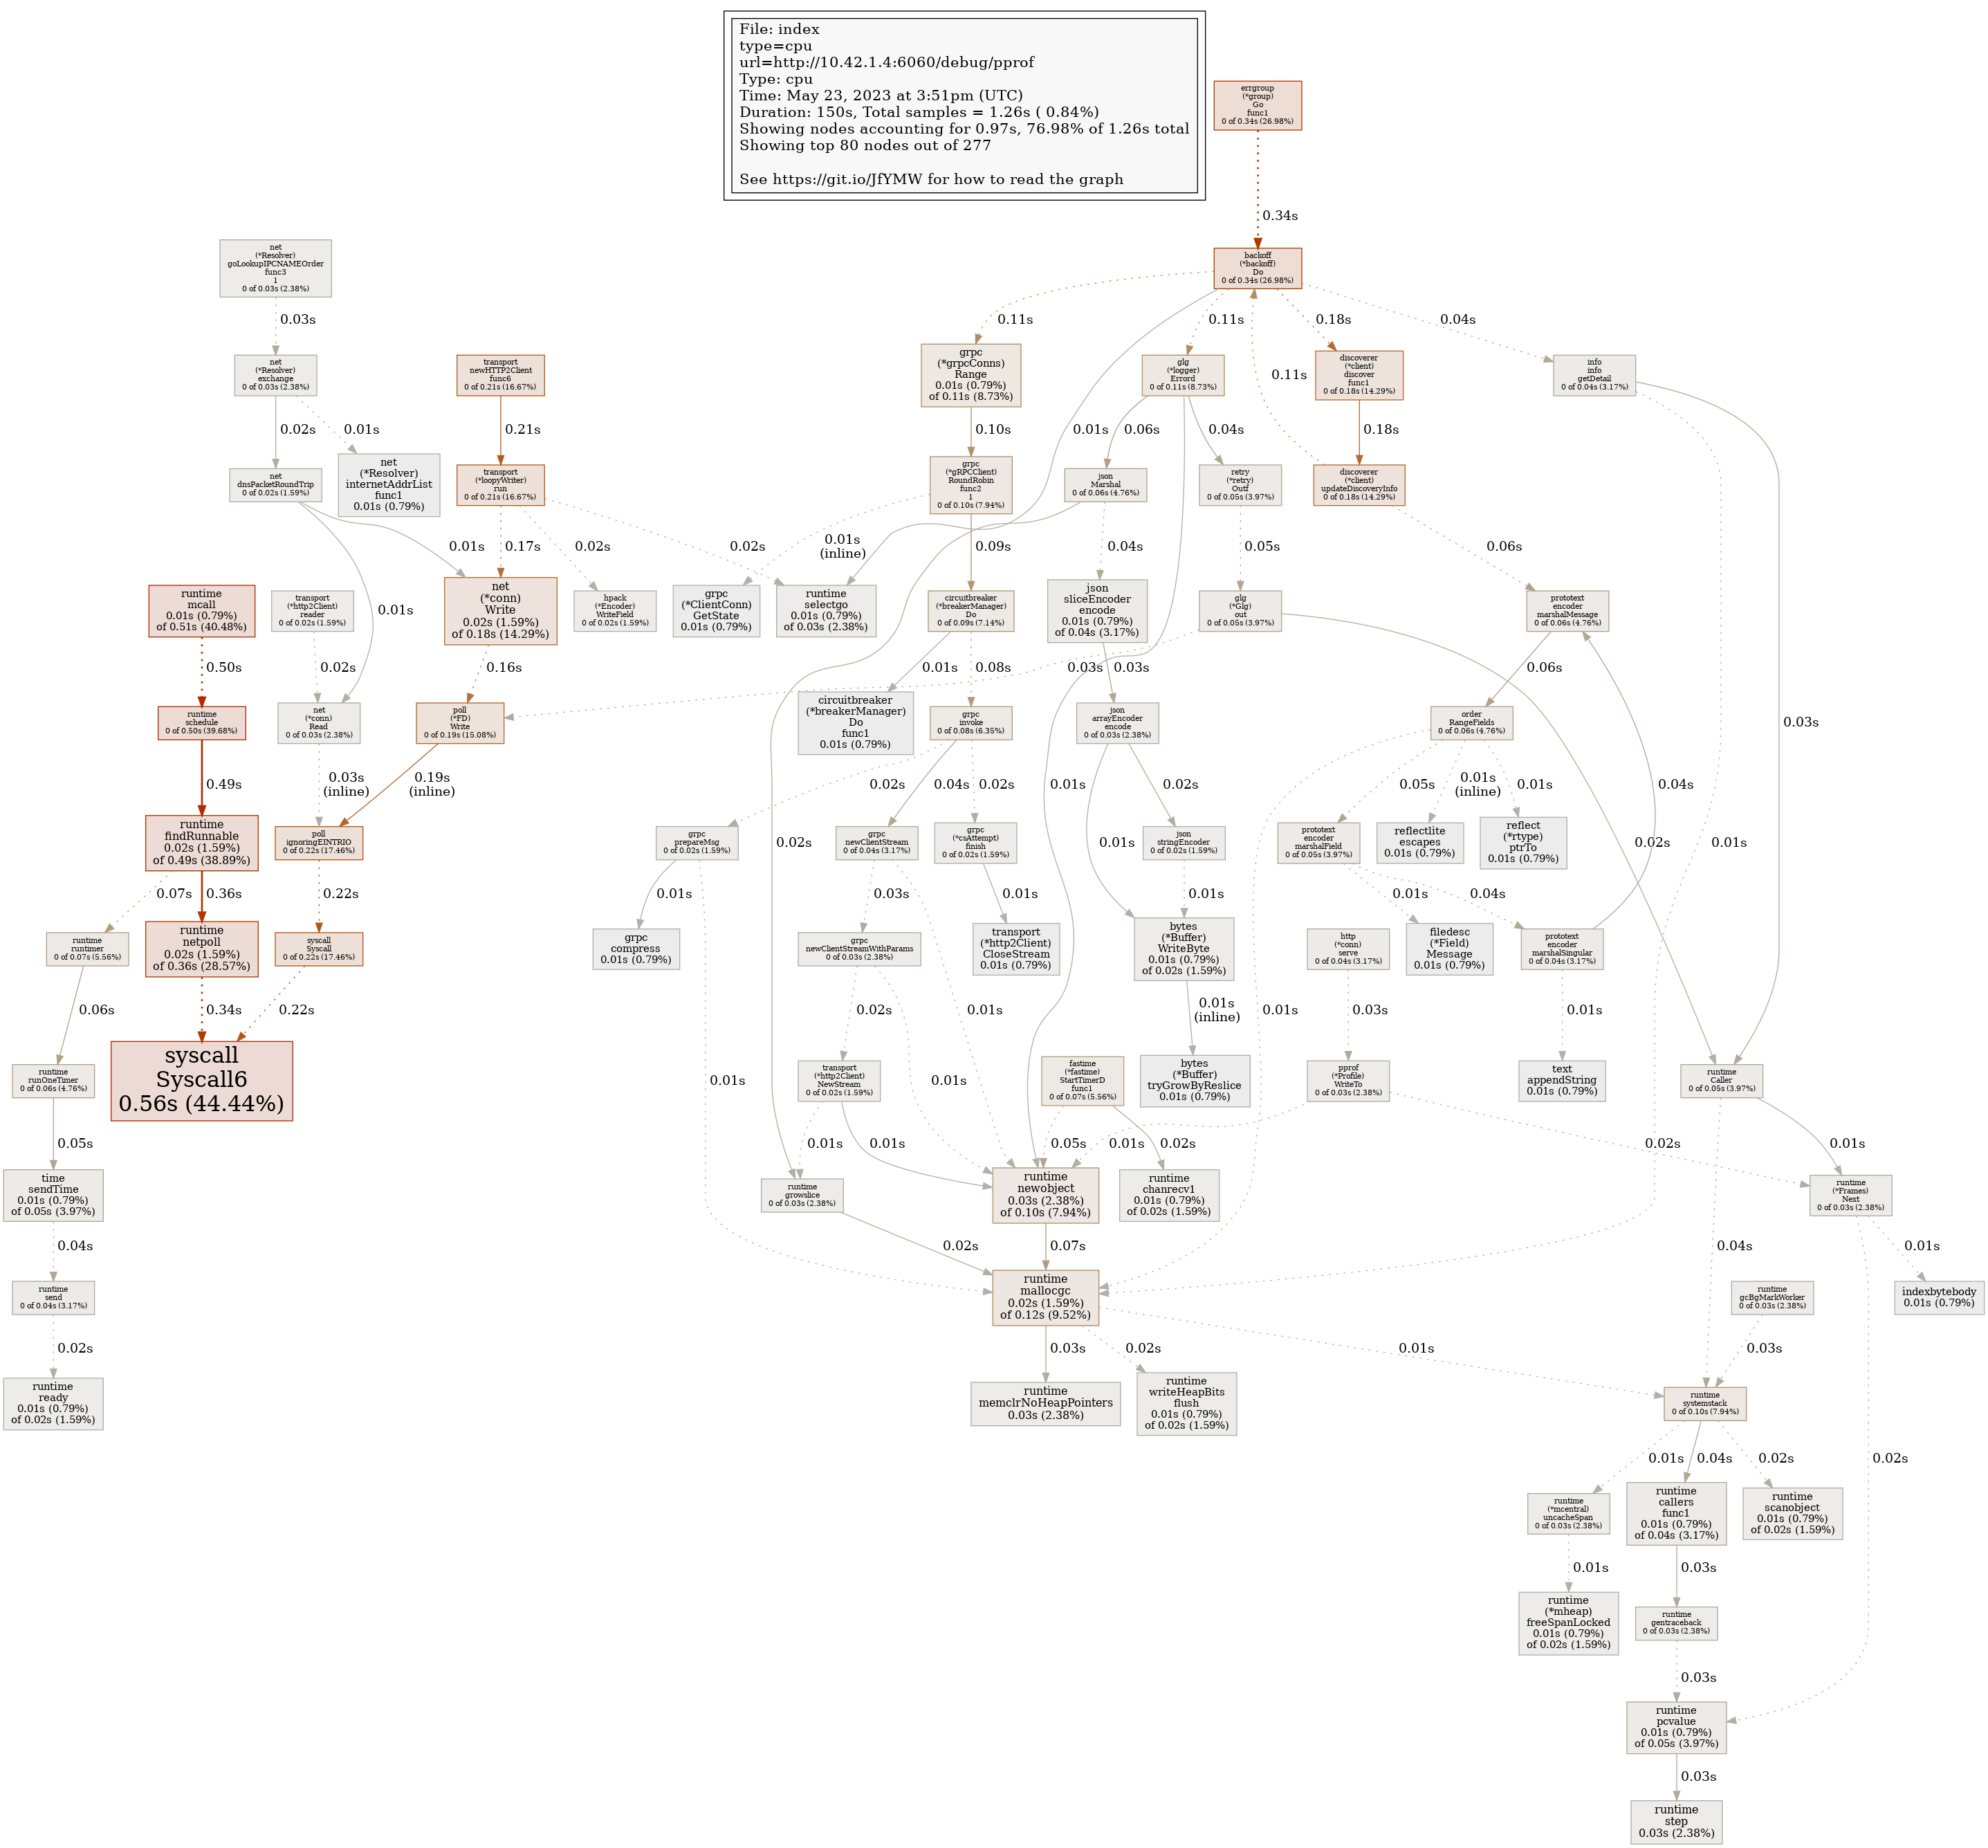 File: index
type=cpu
url=http://10.42.1.4:6060/debug/pprof
Type: cpu
Time: May 23, 2023 at 3:51pm (UTC)
Duration: 150s, Total samples = 1.26s ( 0.84%)
Showing nodes accounting for 0.97s, 76.98% of 1.26s total
Showing top 80 nodes out of 277
See https://git.io/JfYMW for how to read the graph
errgroup
(*group)
Go
func1
0 of 0.34s (26.98%)
0.34s
net
(*Resolver)
goLookupIPCNAMEOrder
func3
1
0 of 0.03s (2.38%)
backoff
(*backoff)
Do
0 of 0.34s (26.98%)
0.03s
0.11s
0.11s
0.18s
0.04s
net
(*Resolver)
exchange
0 of 0.03s (2.38%)
transport
newHTTP2Client
func6
0 of 0.21s (16.67%)
grpc
(*grpcConns)
Range
0.01s (0.79%)
of 0.11s (8.73%)
glg
(*logger)
Errord
0 of 0.11s (8.73%)
0.11s
discoverer
(*client)
discover
func1
0 of 0.18s (14.29%)
info
info
getDetail
0 of 0.04s (3.17%)
0.02s
0.01s
0.21s
0.10s
0.01s
0.06s
0.04s
0.18s
net
dnsPacketRoundTrip
0 of 0.02s (1.59%)
net
(*Resolver)
internetAddrList
func1
0.01s (0.79%)
transport
(*loopyWriter)
run
0 of 0.21s (16.67%)
grpc
(*gRPCClient)
RoundRobin
func2
1
0 of 0.10s (7.94%)
json
Marshal
0 of 0.06s (4.76%)
retry
(*retry)
Outf
0 of 0.05s (3.97%)
discoverer
(*client)
updateDiscoveryInfo
0 of 0.18s (14.29%)
0.01s
0.17s
0.02s
0.02s
0.01s
(inline)
0.09s
0.04s
0.05s
0.06s
runtime
mcall
0.01s (0.79%)
of 0.51s (40.48%)
transport
(*http2Client)
reader
0 of 0.02s (1.59%)
0.01s
net
(*conn)
Write
0.02s (1.59%)
of 0.18s (14.29%)
hpack
(*Encoder)
WriteField
0 of 0.02s (1.59%)
grpc
(*ClientConn)
GetState
0.01s (0.79%)
runtime
selectgo
0.01s (0.79%)
of 0.03s (2.38%)
circuitbreaker
(*breakerManager)
Do
0 of 0.09s (7.14%)
json
sliceEncoder
encode
0.01s (0.79%)
of 0.04s (3.17%)
glg
(*Glg)
out
0 of 0.05s (3.97%)
prototext
encoder
marshalMessage
0 of 0.06s (4.76%)
0.50s
0.02s
0.16s
0.01s
0.08s
0.03s
0.03s
0.06s
runtime
schedule
0 of 0.50s (39.68%)
net
(*conn)
Read
0 of 0.03s (2.38%)
poll
(*FD)
Write
0 of 0.19s (15.08%)
circuitbreaker
(*breakerManager)
Do
func1
0.01s (0.79%)
grpc
invoke
0 of 0.08s (6.35%)
json
arrayEncoder
encode
0 of 0.03s (2.38%)
order
RangeFields
0 of 0.06s (4.76%)
0.03s
0.49s
0.03s
(inline)
0.19s
(inline)
0.02s
0.04s
0.02s
0.01s
0.02s
0.05s
0.01s
(inline)
0.01s
0.04s
runtime
findRunnable
0.02s (1.59%)
of 0.49s (38.89%)
poll
ignoringEINTRIO
0 of 0.22s (17.46%)
0.02s
grpc
prepareMsg
0 of 0.02s (1.59%)
grpc
newClientStream
0 of 0.04s (3.17%)
grpc
(*csAttempt)
finish
0 of 0.02s (1.59%)
0.01s
json
stringEncoder
0 of 0.02s (1.59%)
prototext
encoder
marshalField
0 of 0.05s (3.97%)
reflectlite
escapes
0.01s (0.79%)
reflect
(*rtype)
ptrTo
0.01s (0.79%)
0.02s
0.01s
0.07s
0.36s
0.22s
0.01s
0.03s
0.01s
0.01s
0.01s
0.04s
runtime
runtimer
0 of 0.07s (5.56%)
runtime
netpoll
0.02s (1.59%)
of 0.36s (28.57%)
syscall
Syscall
0 of 0.22s (17.46%)
grpc
compress
0.01s (0.79%)
grpc
newClientStreamWithParams
0 of 0.03s (2.38%)
transport
(*http2Client)
CloseStream
0.01s (0.79%)
bytes
(*Buffer)
WriteByte
0.01s (0.79%)
of 0.02s (1.59%)
http
(*conn)
serve
0 of 0.04s (3.17%)
filedesc
(*Field)
Message
0.01s (0.79%)
prototext
encoder
marshalSingular
0 of 0.04s (3.17%)
0.06s
0.34s
0.22s
0.02s
0.01s
0.01s
(inline)
0.01s
0.03s
0.01s
runtime
runOneTimer
0 of 0.06s (4.76%)
syscall
Syscall6
0.56s (44.44%)
0.01s
transport
(*http2Client)
NewStream
0 of 0.02s (1.59%)
0.01s
fastime
(*fastime)
StartTimerD
func1
0 of 0.07s (5.56%)
bytes
(*Buffer)
tryGrowByReslice
0.01s (0.79%)
pprof
(*Profile)
WriteTo
0 of 0.03s (2.38%)
text
appendString
0.01s (0.79%)
runtime
Caller
0 of 0.05s (3.97%)
0.05s
0.01s
0.01s
0.05s
0.01s
0.02s
0.02s
0.01s
time
sendTime
0.01s (0.79%)
of 0.05s (3.97%)
runtime
growslice
0 of 0.03s (2.38%)
runtime
newobject
0.03s (2.38%)
of 0.10s (7.94%)
runtime
chanrecv1
0.01s (0.79%)
of 0.02s (1.59%)
runtime
(*Frames)
Next
0 of 0.03s (2.38%)
0.04s
0.02s
0.07s
0.04s
0.01s
runtime
send
0 of 0.04s (3.17%)
runtime
mallocgc
0.02s (1.59%)
of 0.12s (9.52%)
runtime
gcBgMarkWorker
0 of 0.03s (2.38%)
indexbytebody
0.01s (0.79%)
0.02s
0.03s
0.02s
0.01s
0.03s
runtime
ready
0.01s (0.79%)
of 0.02s (1.59%)
runtime
memclrNoHeapPointers
0.03s (2.38%)
runtime
writeHeapBits
flush
0.01s (0.79%)
of 0.02s (1.59%)
runtime
systemstack
0 of 0.10s (7.94%)
0.01s
0.04s
0.02s
0.02s
runtime
(*mcentral)
uncacheSpan
0 of 0.03s (2.38%)
runtime
callers
func1
0.01s (0.79%)
of 0.04s (3.17%)
runtime
scanobject
0.01s (0.79%)
of 0.02s (1.59%)
0.01s
0.03s
runtime
(*mheap)
freeSpanLocked
0.01s (0.79%)
of 0.02s (1.59%)
runtime
gentraceback
0 of 0.03s (2.38%)
0.03s
runtime
pcvalue
0.01s (0.79%)
of 0.05s (3.97%)
0.03s
runtime
step
0.03s (2.38%)